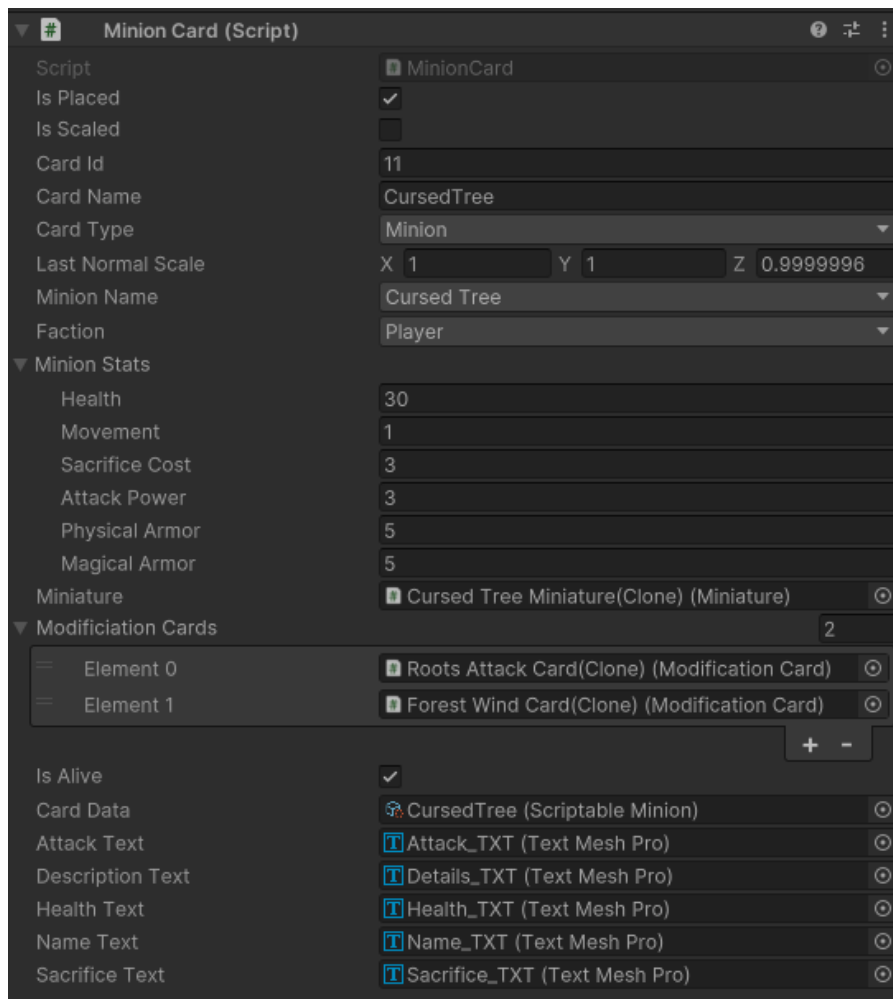 Minion Card (Script)
Script MinionCard
Is Placed
Is Scaled
Card Id 11
Card Name CursedTree
Card Type Minion
Last Normal Scale X 1 Y 1 Z 0.9999996
Minion Name Cursed Tree
Faction Player
Minion Stats
Health 30
Movement 1
Sacrifice Cost 3
Attack Power 3
Physical Armor 5
Magical Armor 5
Miniature # Cursed Tree Miniature(Clone) (Miniature)
Modificiation Cards 2
Element 0 # Roots Attack Card(Clone) (Modification Card)
Element 1 # Forest Wind Card(Clone) (Modification Card)
+ -
Is Alive
Card Data CursedTree (Scriptable Minion)
Attack Text T Attack_TXT (Text Mesh Pro)
Description Text T Details_TXT (Text Mesh Pro)
Health Text T Health_TXT (Text Mesh Pro)
Name Text T Name_TXT (Text Mesh Pro)
Sacrifice Text T Sacrifice_TXT (Text Mesh Pro)